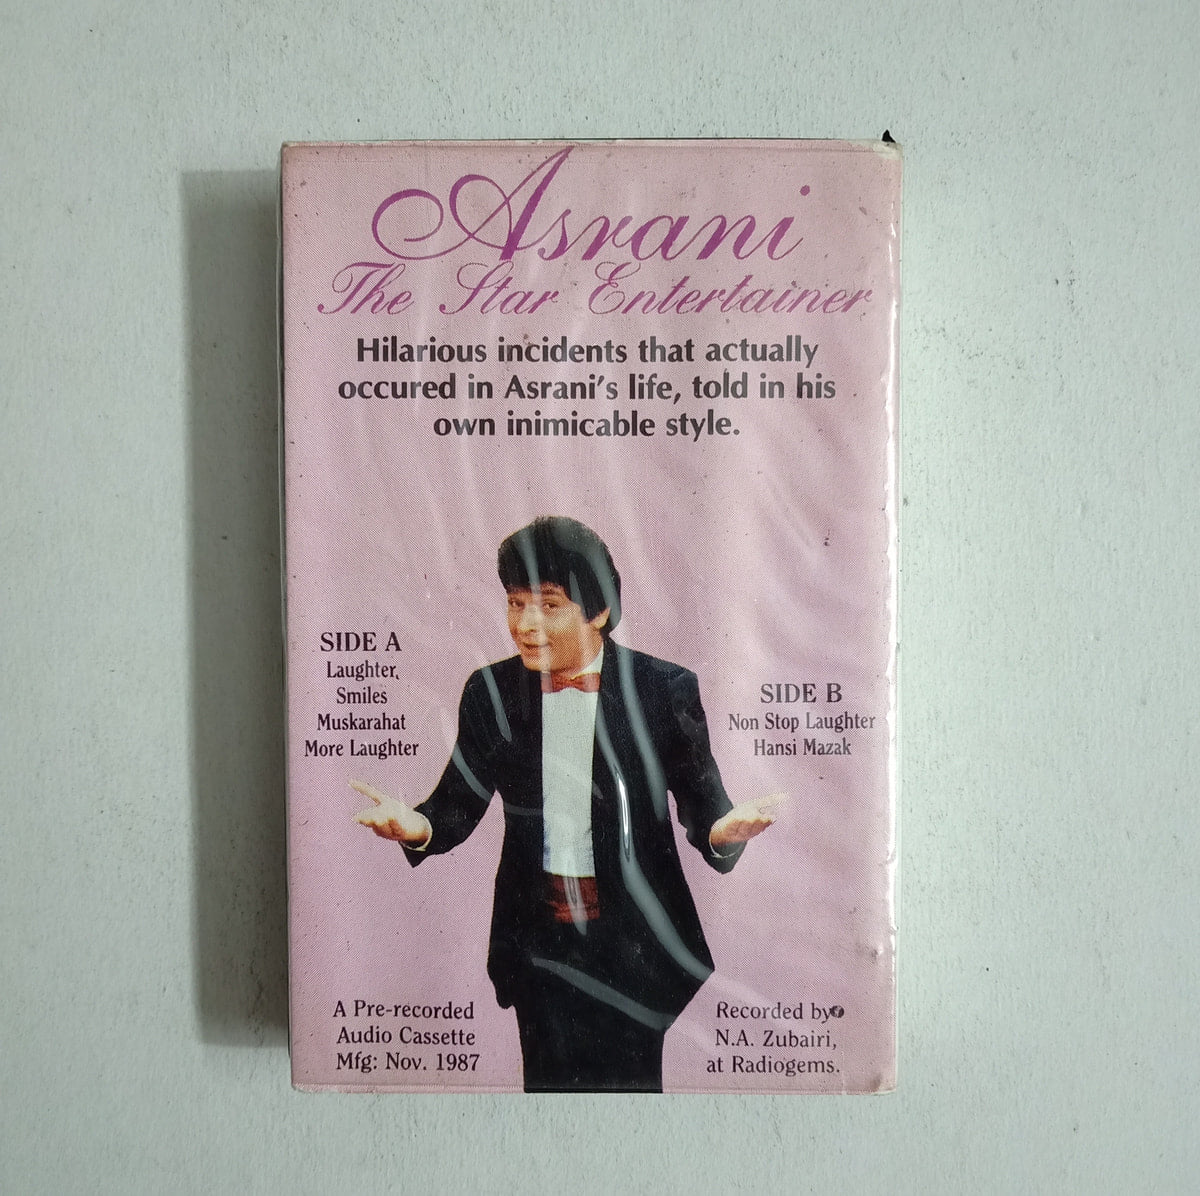 Asrani
The Star Entertainer
Hilarious incidents that actually
occured in Asrani's life, told in his
own inimicable style.
SIDE A
Laughter,
Smiles
Muskarahat
More Laughter
SIDE B
Non Stop Laughter
Hansi Mazak
A Pre-recorded
Audio Cassette
Mfg: Nov. 1987
Recorded by
N.A. Zubairi,
at Radiogems.